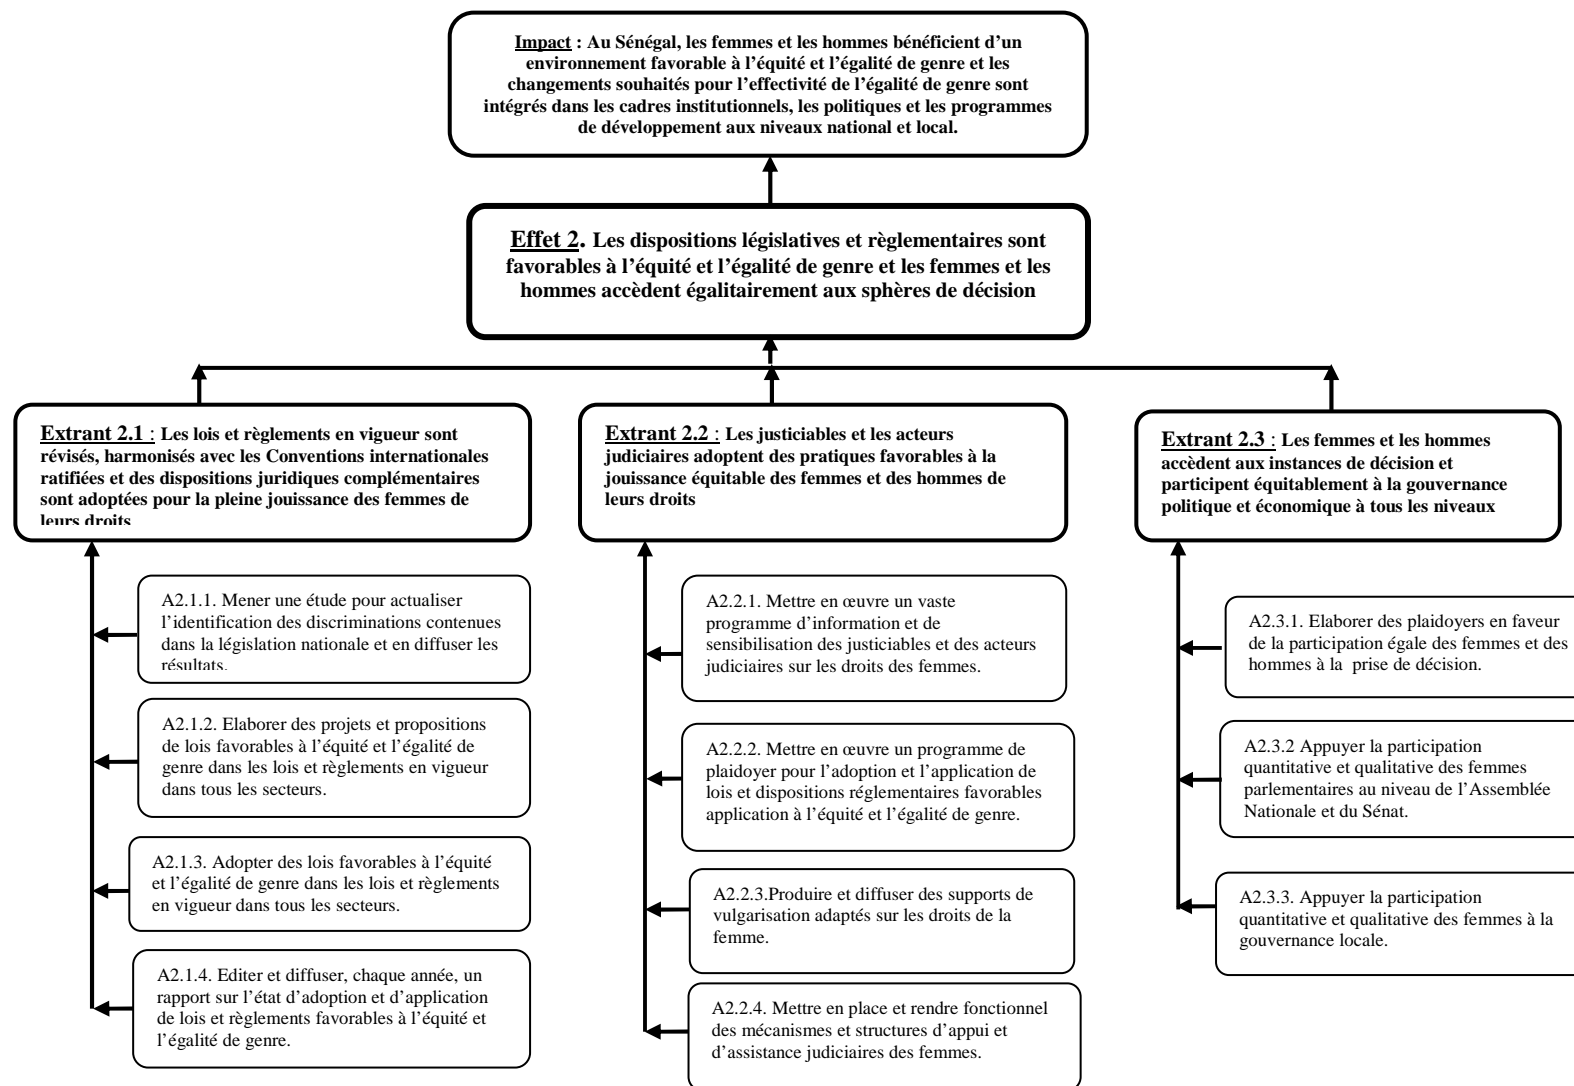 Impact : Au Sénégal, les femmes et les hommes bénéficient d’un
environnement favorable à l’équité et l’égalité de genre et les
changements souhaités pour l’effectivité de l’égalité de genre sont
intégrés dans les cadres institutionnels, les politiques et les programmes
de développement aux niveaux national et local.
Effet 2. Les dispositions législatives et règlementaires sont
favorables à l’équité et l’égalité de genre et les femmes et les
hommes accèdent égalitairement aux sphères de décision
Extrant 2.1 : Les lois et règlements en vigueur sont
révisés, harmonisés avec les Conventions internationales
ratifiées et des dispositions juridiques complémentaires
sont adoptées pour la pleine jouissance des femmes de
leurs droits
A2.1.1. Mener une étude pour actualiser
l’identification des discriminations contenues
dans la législation nationale et en diffuser les
résultats.
A2.1.2. Elaborer des projets et propositions
de lois favorables à l’équité et l’égalité de
genre dans les lois et règlements en vigueur
dans tous les secteurs.
A2.1.3. Adopter des lois favorables à l’équité
et l’égalité de genre dans les lois et règlements
en vigueur dans tous les secteurs.
A2.1.4. Editer et diffuser, chaque année, un
rapport sur l’état d’adoption et d’application
de lois et règlements favorables à l’équité et
l’égalité de genre.
Extrant 2.2 : Les justiciables et les acteurs
judiciaires adoptent des pratiques favorables à la
jouissance équitable des femmes et des hommes de
leurs droits
A2.2.1. Mettre en œuvre un vaste
programme d’information et de
sensibilisation des justiciables et des acteurs
judiciaires sur les droits des femmes.
A2.2.2. Mettre en œuvre un programme de
plaidoyer pour l’adoption et l’application de
lois et dispositions réglementaires favorables
application à l’équité et l’égalité de genre.
A2.2.3.Produire et diffuser des supports de
vulgarisation adaptés sur les droits de la
femme.
A2.2.4. Mettre en place et rendre fonctionnel
des mécanismes et structures d’appui et
d’assistance judiciaires des femmes.
Extrant 2.3 : Les femmes et les hommes
accèdent aux instances de décision et
participent équitablement à la gouvernance
politique et économique à tous les niveaux
A2.3.1. Elaborer des plaidoyers en faveur
de la participation égale des femmes et des
hommes à la prise de décision.
A2.3.2 Appuyer la participation
quantitative et qualitative des femmes
parlementaires au niveau de l’Assemblée
Nationale et du Sénat.
A2.3.3. Appuyer la participation
quantitative et qualitative des femmes à la
gouvernance locale.